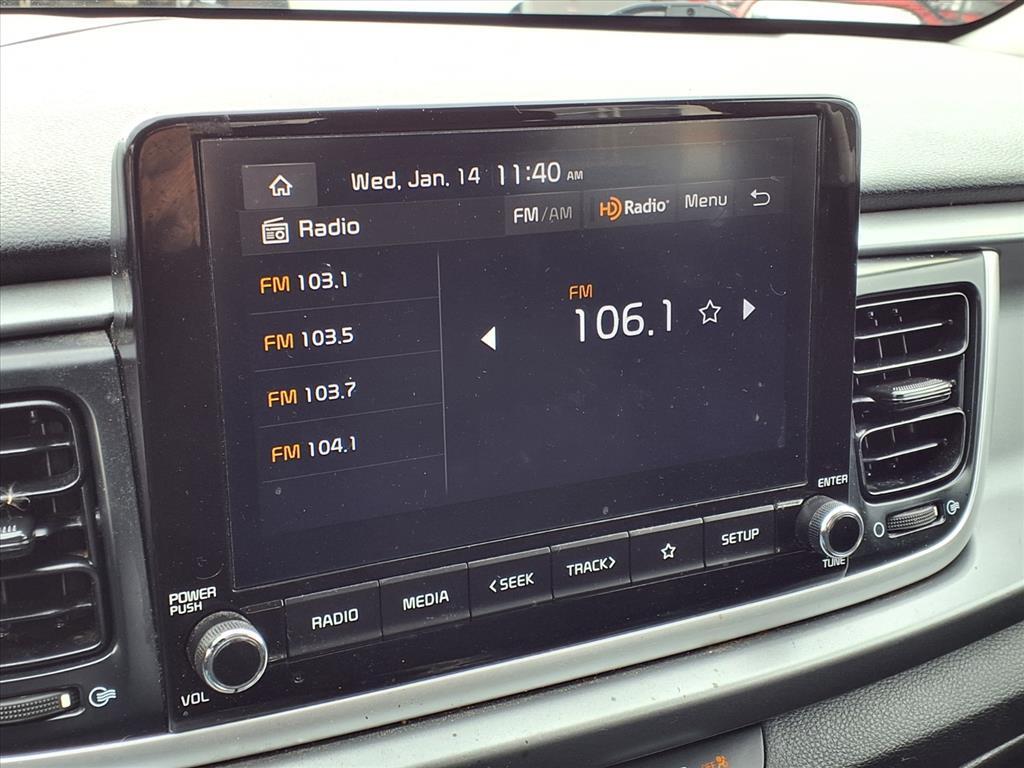 Wed, Jan. 14 11:40 AM
Radio FM/AM HD Radio Menu
FM 103.1
FM 103.5
FM 103.7
FM 104.1
FM
106.1
ENTER
TUNE
POWER
PUSH
VOL
RADIO MEDIA <SEEK TRACK> SETUP
OFF